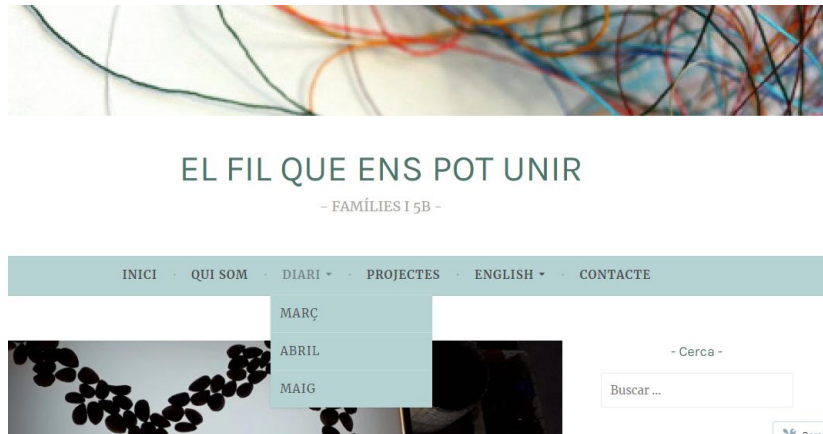 EL FIL QUE ENS POT UNIR
- FAMÍLIES I 5B -
INICI · QUI SOM · DIARI · PROJECTES · ENGLISH · CONTACTE
MARÇ
ABRIL
MAIG
- Cerca -
Buscar ...